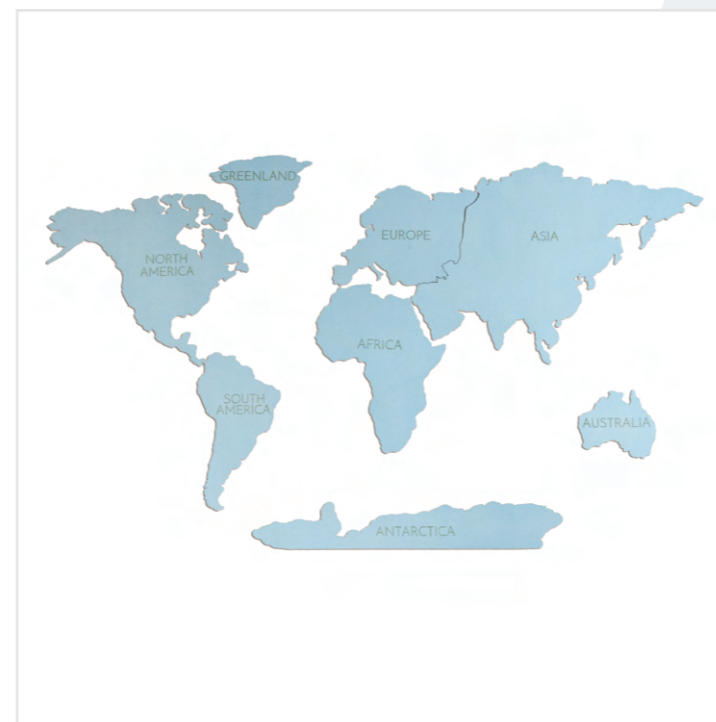 GREENLAND
EUROPE
ASIA
NORTH
AMERICA
AFRICA
SOUTH
AMERICA
AUSTRALIA
ANTARCTICA